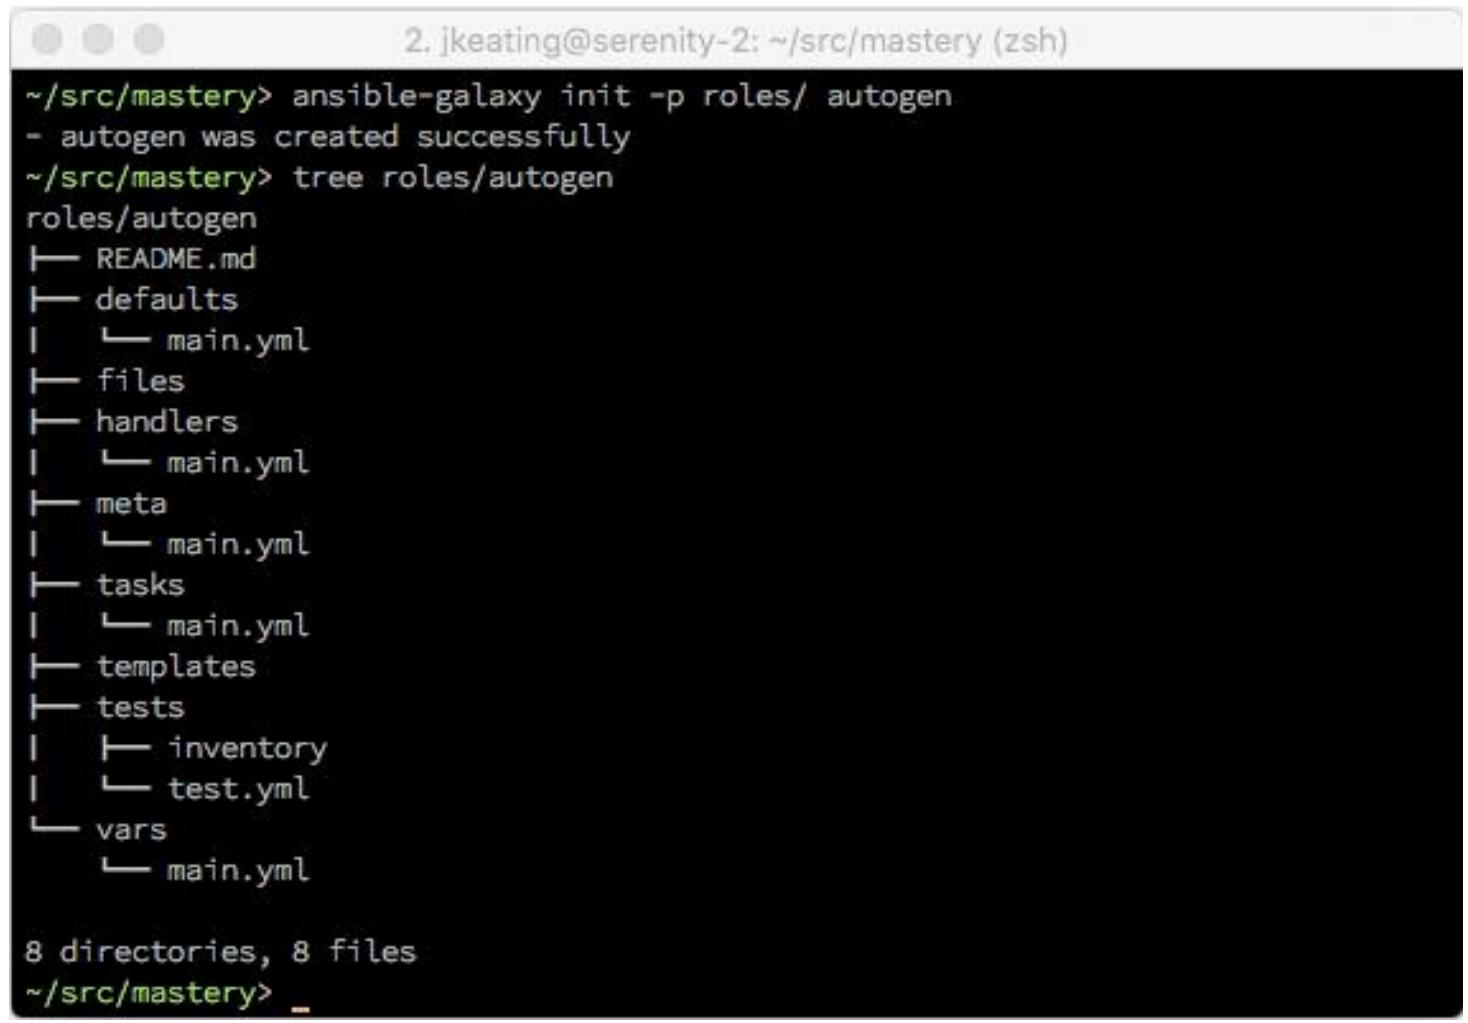 2. jkeating@serenity-2: ~/src/mastery (zsh)
~/src/mastery> ansible-galaxy init -p roles/ autogen
- autogen was created successfully
~/src/mastery> tree roles/autogen
roles/autogen
├── README.md
├── defaults
│   └── main.yml
├── files
├── handlers
│   └── main.yml
├── meta
│   └── main.yml
├── tasks
│   └── main.yml
├── templates
├── tests
│   ├── inventory
│   └── test.yml
└── vars
    └── main.yml
8 directories, 8 files
~/src/mastery> _